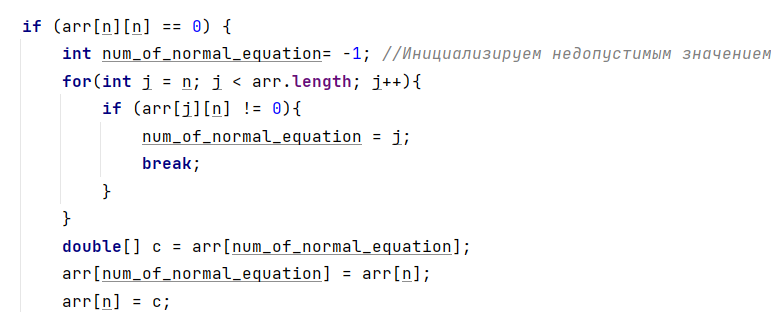 if (arr[n][n] == 0) {
    int num_of_normal_equation= -1; //Инициализируем недопустимым значением
    for(int j = n; j < arr.length; j++){
        if (arr[j][n] != 0){
            num_of_normal_equation = j;
            break;
        }
    }
    double[] c = arr[num_of_normal_equation];
    arr[num_of_normal_equation] = arr[n];
    arr[n] = c;